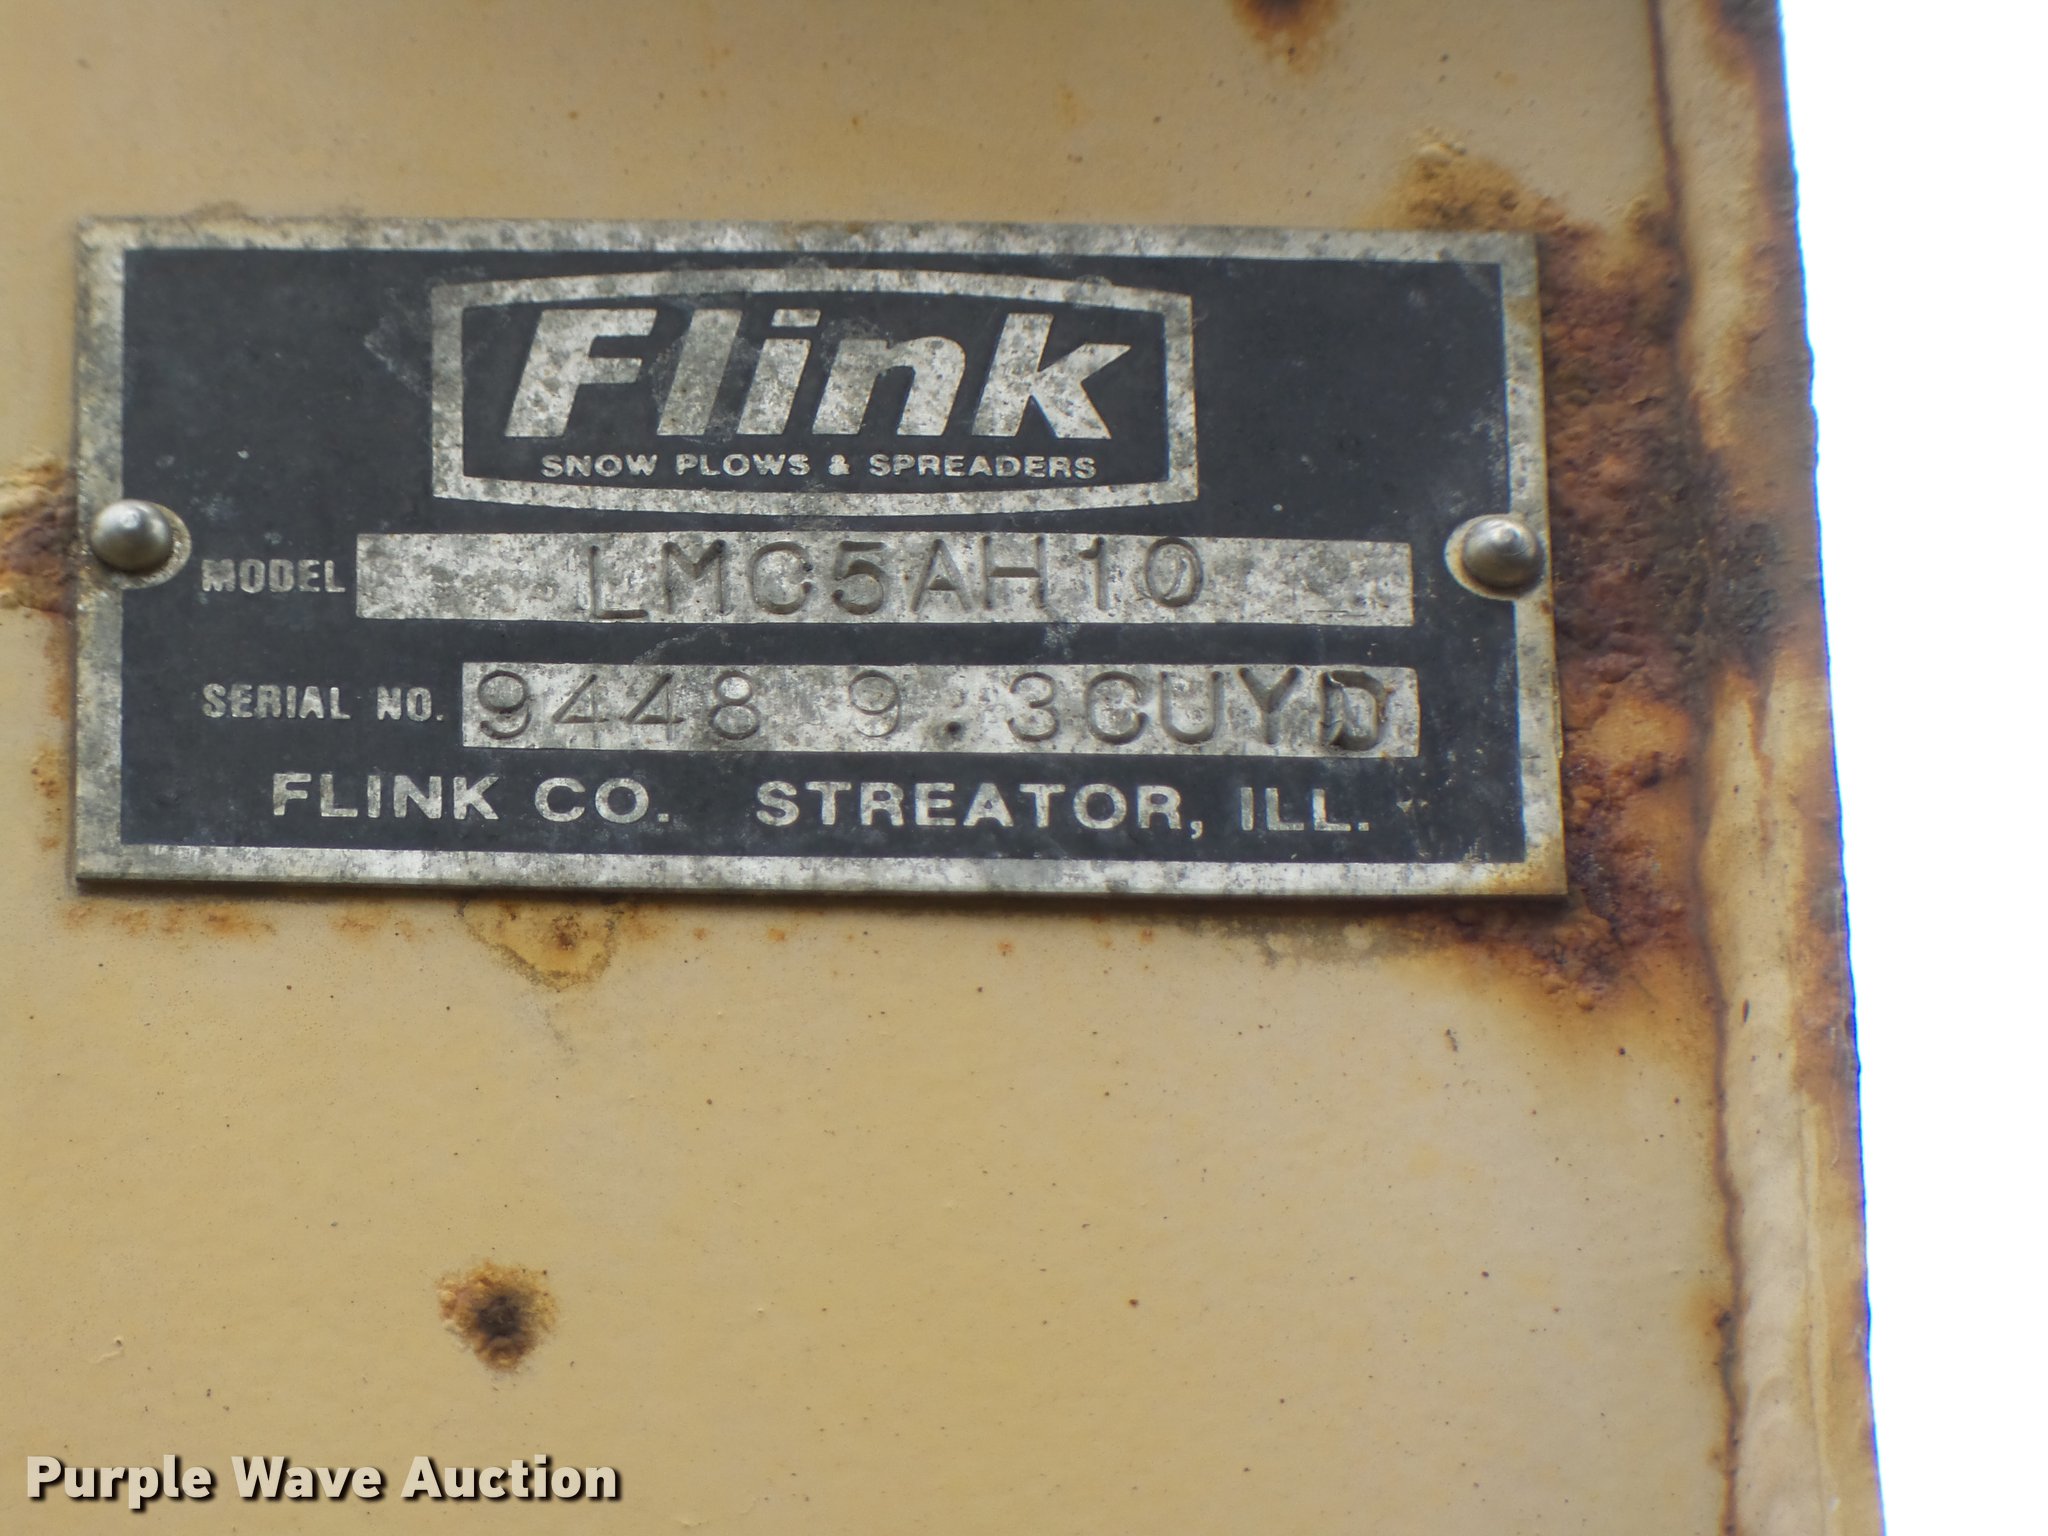 Flink
SNOW PLOWS & SPREADERS
MODEL LMC5AH10
SERIAL NO. 9448 9.3CUYD
FLINK CO. STREATOR, ILL.
Purple Wave Auction